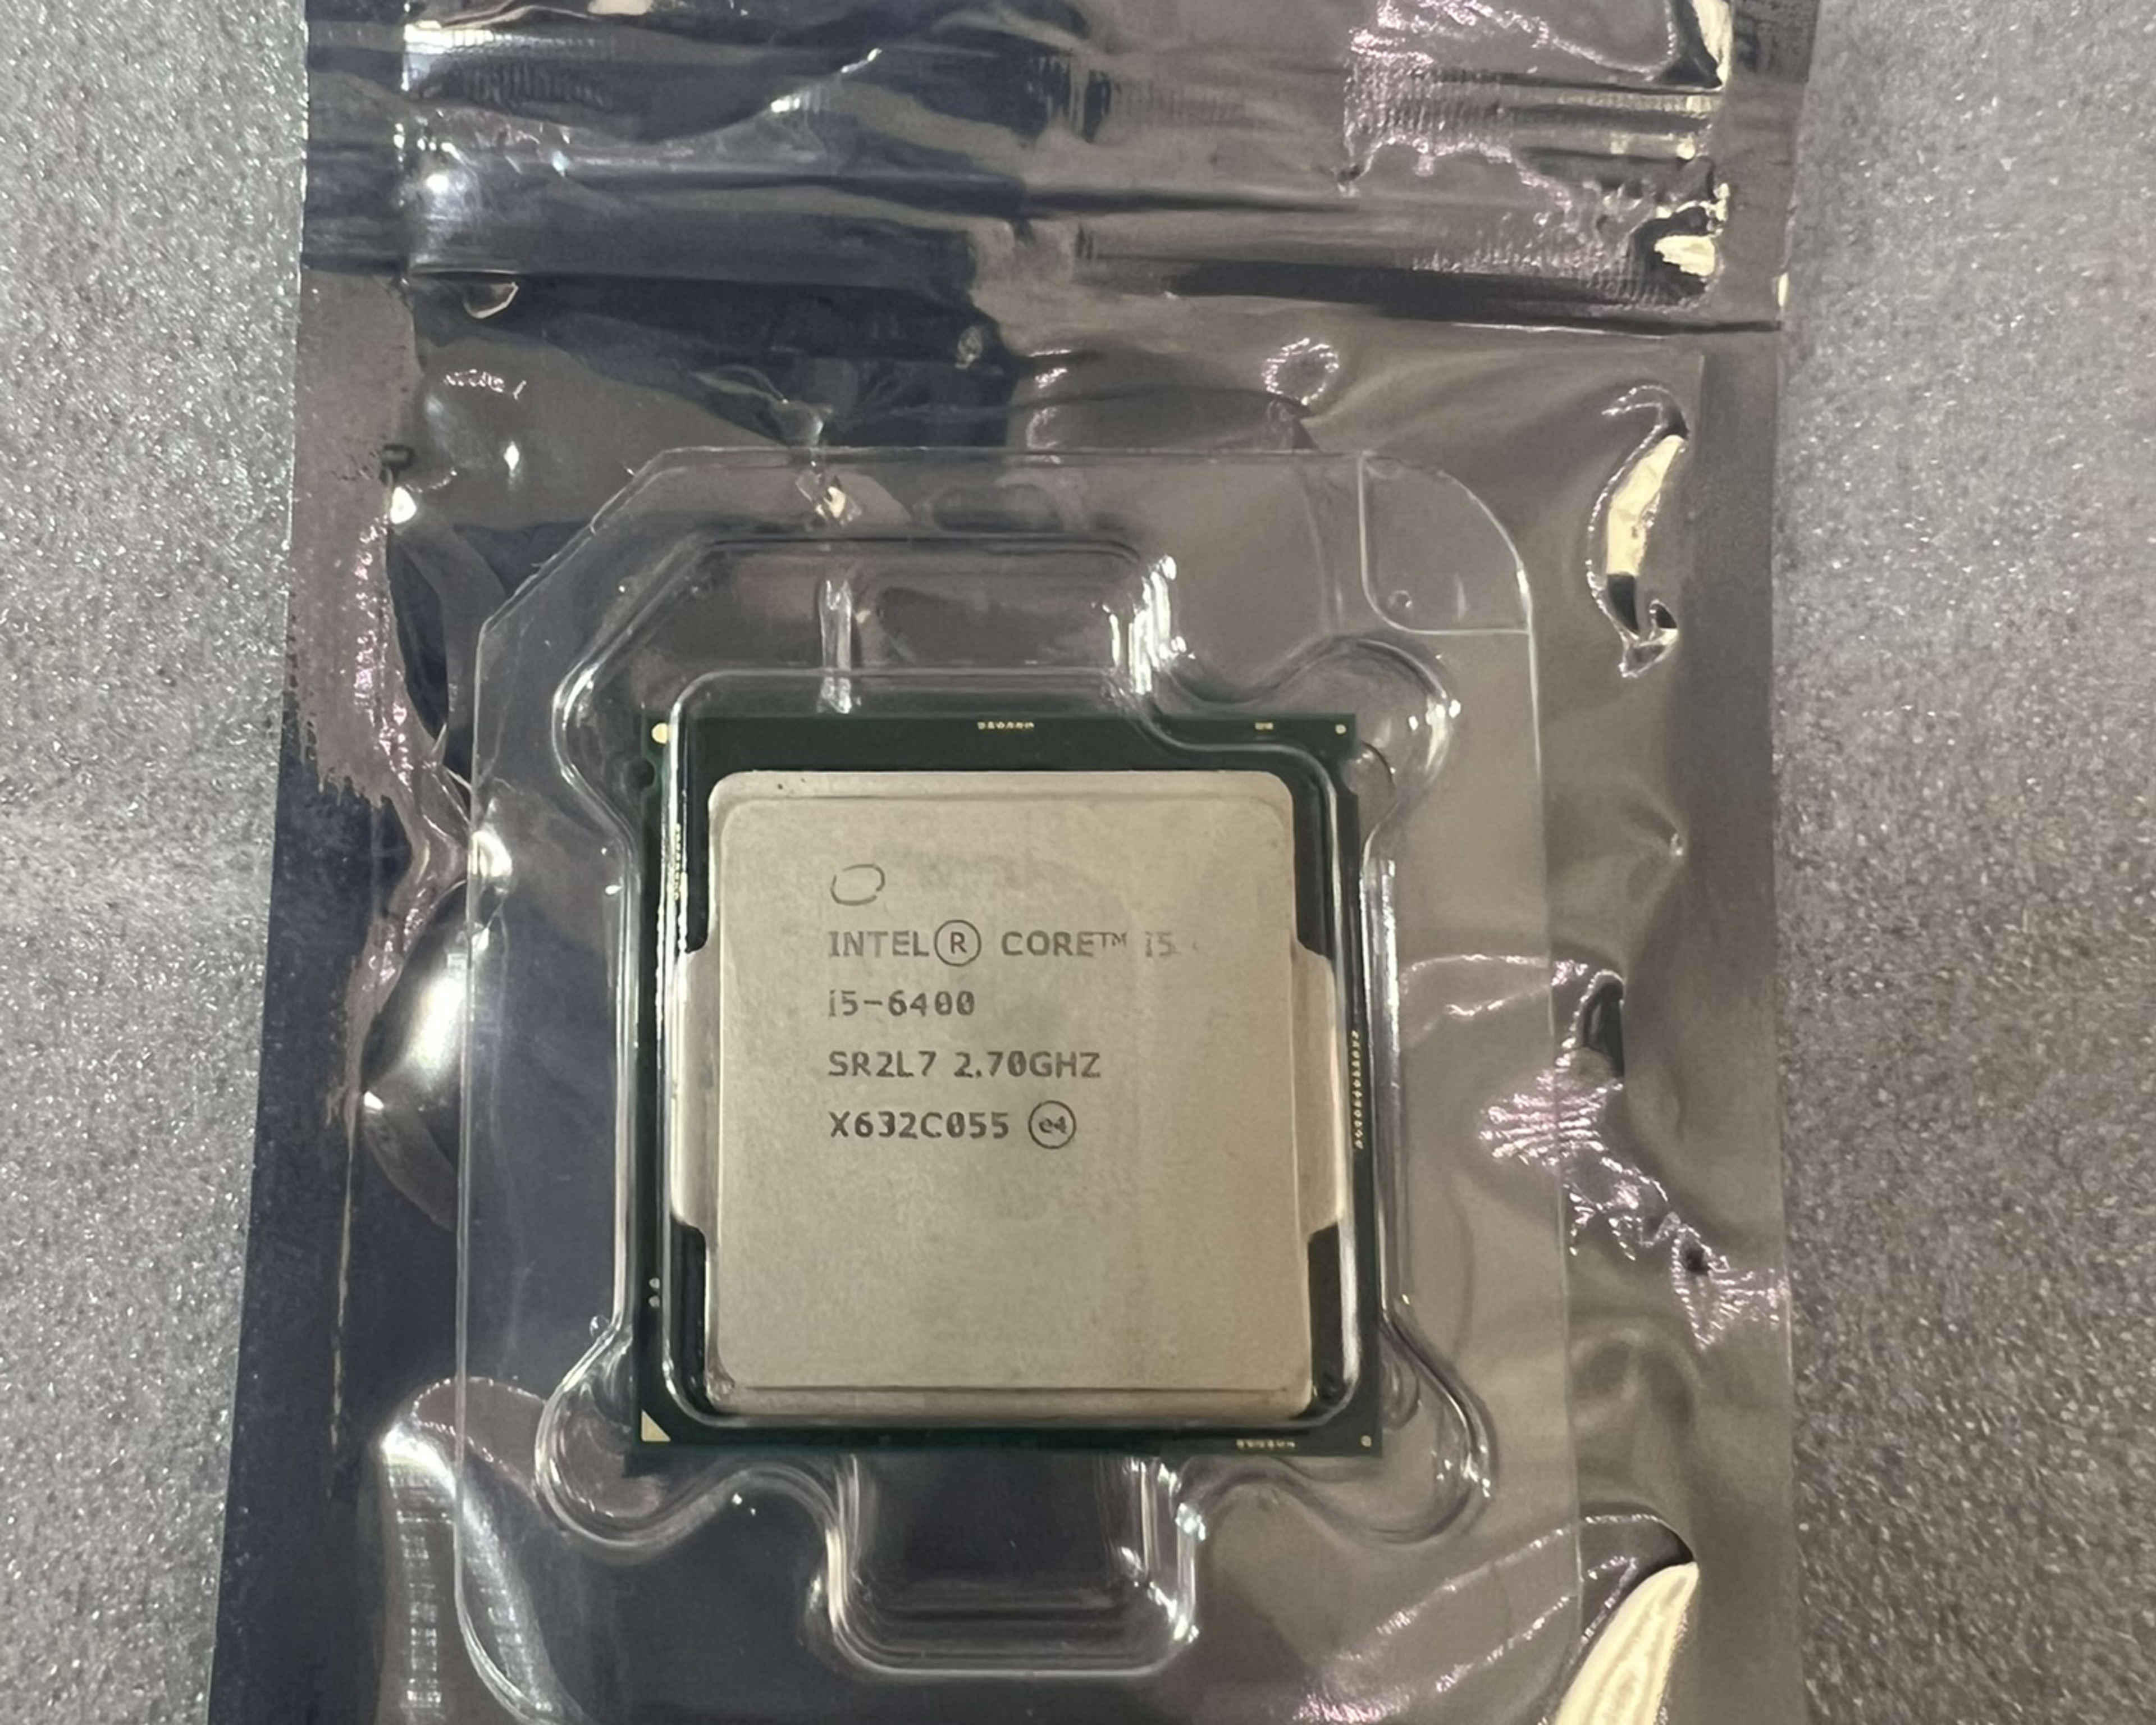 INTEL® CORE™ i5
i5-6400
SR2L7 2.70GHZ
X632C055 e4